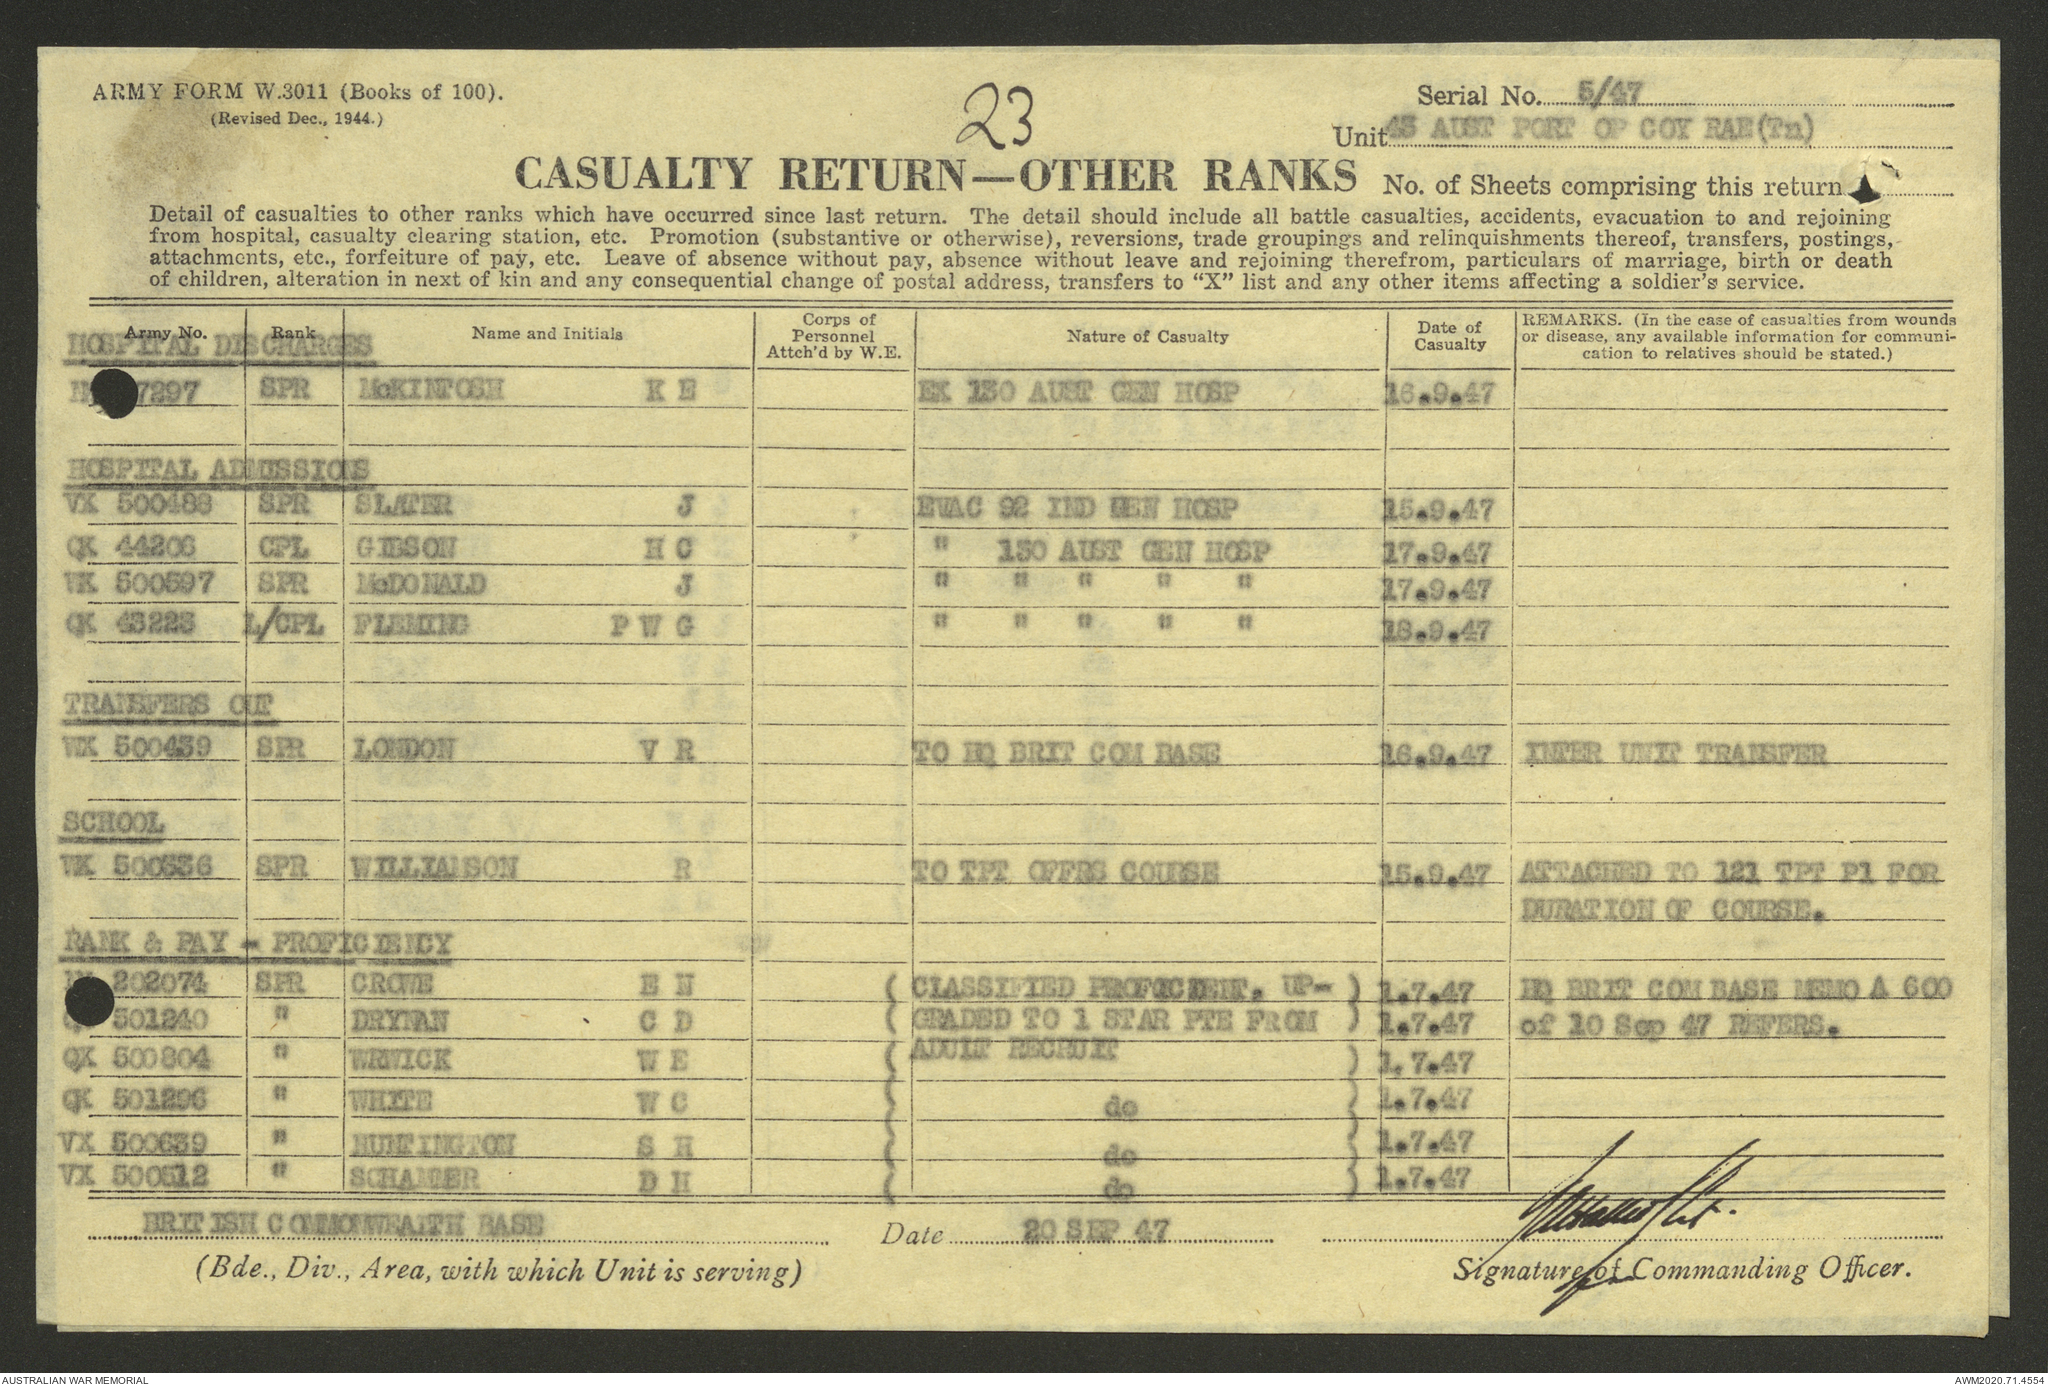 ARMY FORM W.3011 (Books of 100).
(Revised Dec., 1944.)
23
Serial No. 5/47
Unit 43 AUST PORT OP COY RAE(Tn)
CASUALTY RETURN—OTHER RANKS
No. of Sheets comprising this return
Detail of casualties to other ranks which have occurred since last return. The detail should include all battle casualties, accidents, evacuation to and rejoining
from hospital, casualty clearing station, etc. Promotion (substantive or otherwise), reversions, trade groupings and relinquishments thereof, transfers, postings,
attachments, etc., forfeiture of pay, etc. Leave of absence without pay, absence without leave and rejoining therefrom, particulars of marriage, birth or death
of children, alteration in next of kin and any consequential change of postal address, transfers to "X" list and any other items affecting a soldier's service.
Army No. Rank Name and Initials Corps of Personnel Attch'd by W.E. Nature of Casualty Date of Casualty REMARKS. (In the case of casualties from wounds or disease, any available information for communication to relatives should be stated.)
HOSPITAL DISCHARGES
7297 SPR McKINTOSH K E EX 130 AUST GEN HOSP 16.9.47
HOSPITAL ADMISSIONS
VX 500488 SPR SLATER J EVAC 92 IND GEN HOSP 15.9.47
QX 44206 CPL GIBSON H C " 130 AUST GEN HOSP 17.9.47
VX 500597 SPR McDONALD J " " " " " 17.9.47
QX 43223 L/CPL FLEMING P W G " " " " " 18.9.47
TRANSFERS OUT
WX 500439 SPR LONDON V R TO HQ BRIT COM BASE 16.9.47 INTER UNIT TRANSFER
SCHOOL
VX 500536 SPR WILLIAMSON R TO TPT OFFRS COURSE 15.9.47 ATTACHED TO 121 TPT Pl FOR
DURATION OF COURSE.
RANK & PAY - PROFICIENCY
202074 SPR CROWE E N ( CLASSIFIED PROFICIENT. UP- ) 1.7.47 HQ BRIT COM BASE MEMO A 600
501240 " DRYNAN C D ( GRADED TO 1 STAR PTE FROM ) 1.7.47 of 10 Sep 47 REFERS.
QX 500804 " WRWICK W E ( ADULT RECRUIT ) 1.7.47
QX 501296 " WHITE W C ( do ) 1.7.47
VX 500639 " HUNTINGTON S H ( do ) 1.7.47
VX 500512 " D H ( do ) 1.7.47
BRITISH COMMONWEALTH BASE
Date 20 SEP 47
(Bde., Div., Area, with which Unit is serving)
Signature of Commanding Officer.
AUSTRALIAN WAR MEMORIAL
AWM2020.71.4554